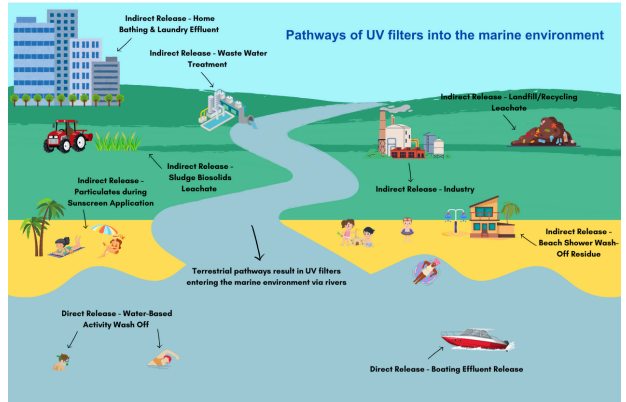 Indirect Release - Home
Bathing & Laundry Effluent
Pathways of UV filters into the marine environment
Indirect Release - Waste Water
Treatment
Indirect Release - Landfill/Recycling
Leachate
Indirect Release -
Sludge Biosolids
Leachate
Indirect Release -
Particulates during
Sunscreen Application
Indirect Release - Industry
Indirect Release -
Beach Shower Wash-
Off Residue
Terrestrial pathways result in UV filters
entering the marine environment via rivers
Direct Release - Water-Based
Activity Wash Off
Direct Release - Boating Effluent Release